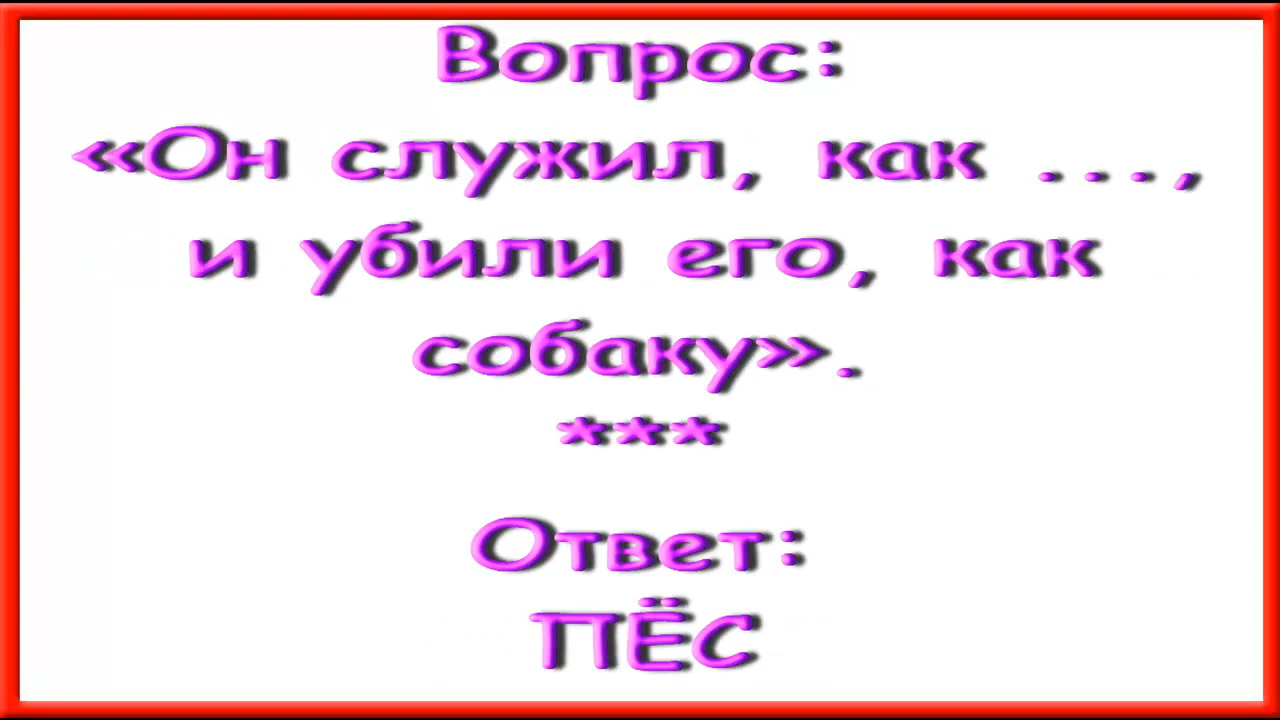 Вопрос:
«Он служил, как ...,
и убили его, как
собаку».
***
Ответ:
ПЁС